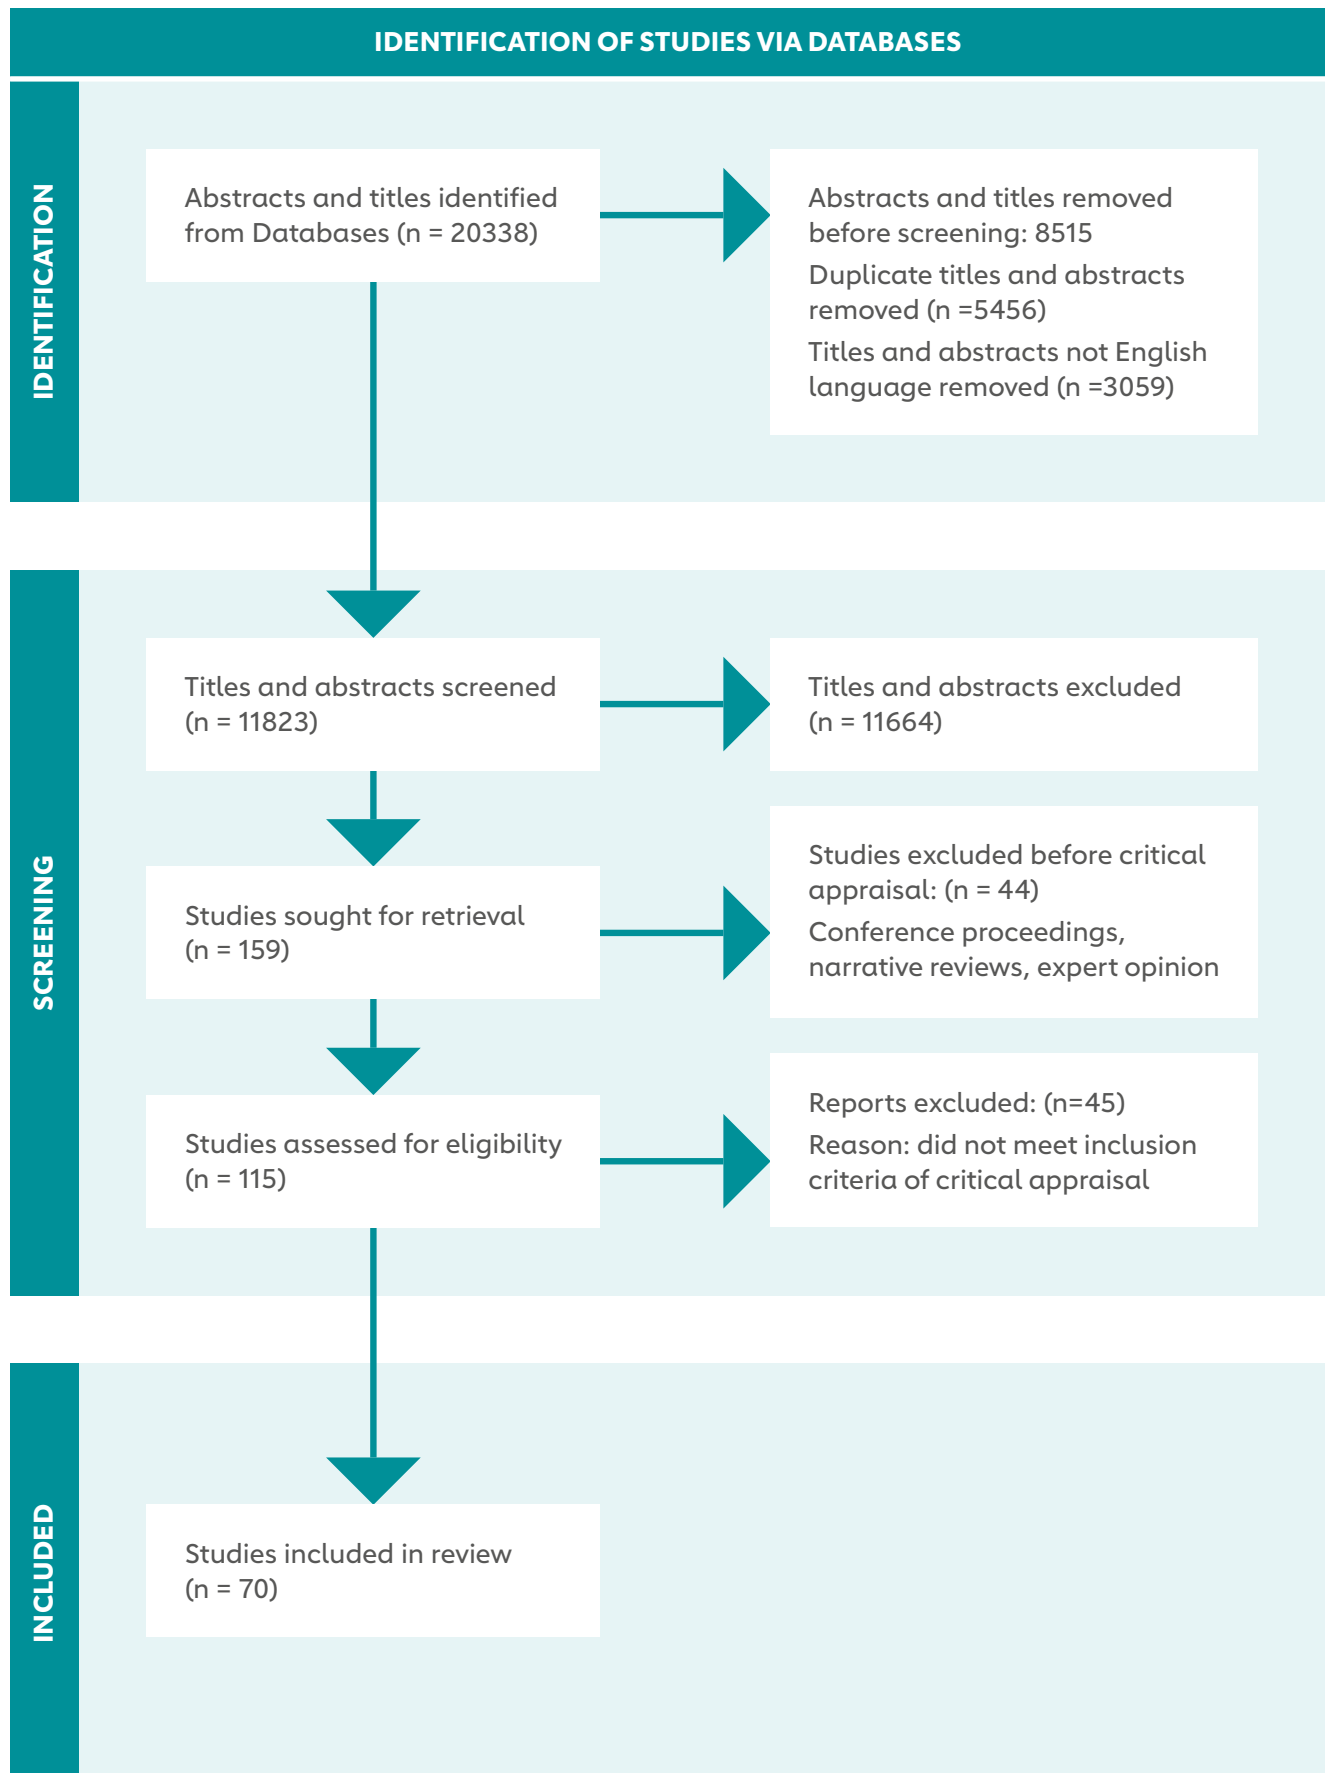 IDENTIFICATION OF STUDIES VIA DATABASES
IDENTIFICATION
Abstracts and titles identified
from Databases (n = 20338)
Abstracts and titles removed
before screening: 8515
Duplicate titles and abstracts
removed (n =5456)
Titles and abstracts not English
language removed (n =3059)
SCREENING
Titles and abstracts screened
(n = 11823)
Titles and abstracts excluded
(n = 11664)
Studies sought for retrieval
(n = 159)
Studies excluded before critical
appraisal: (n = 44)
Conference proceedings,
narrative reviews, expert opinion
Studies assessed for eligibility
(n = 115)
Reports excluded: (n=45)
Reason: did not meet inclusion
criteria of critical appraisal
INCLUDED
Studies included in review
(n = 70)